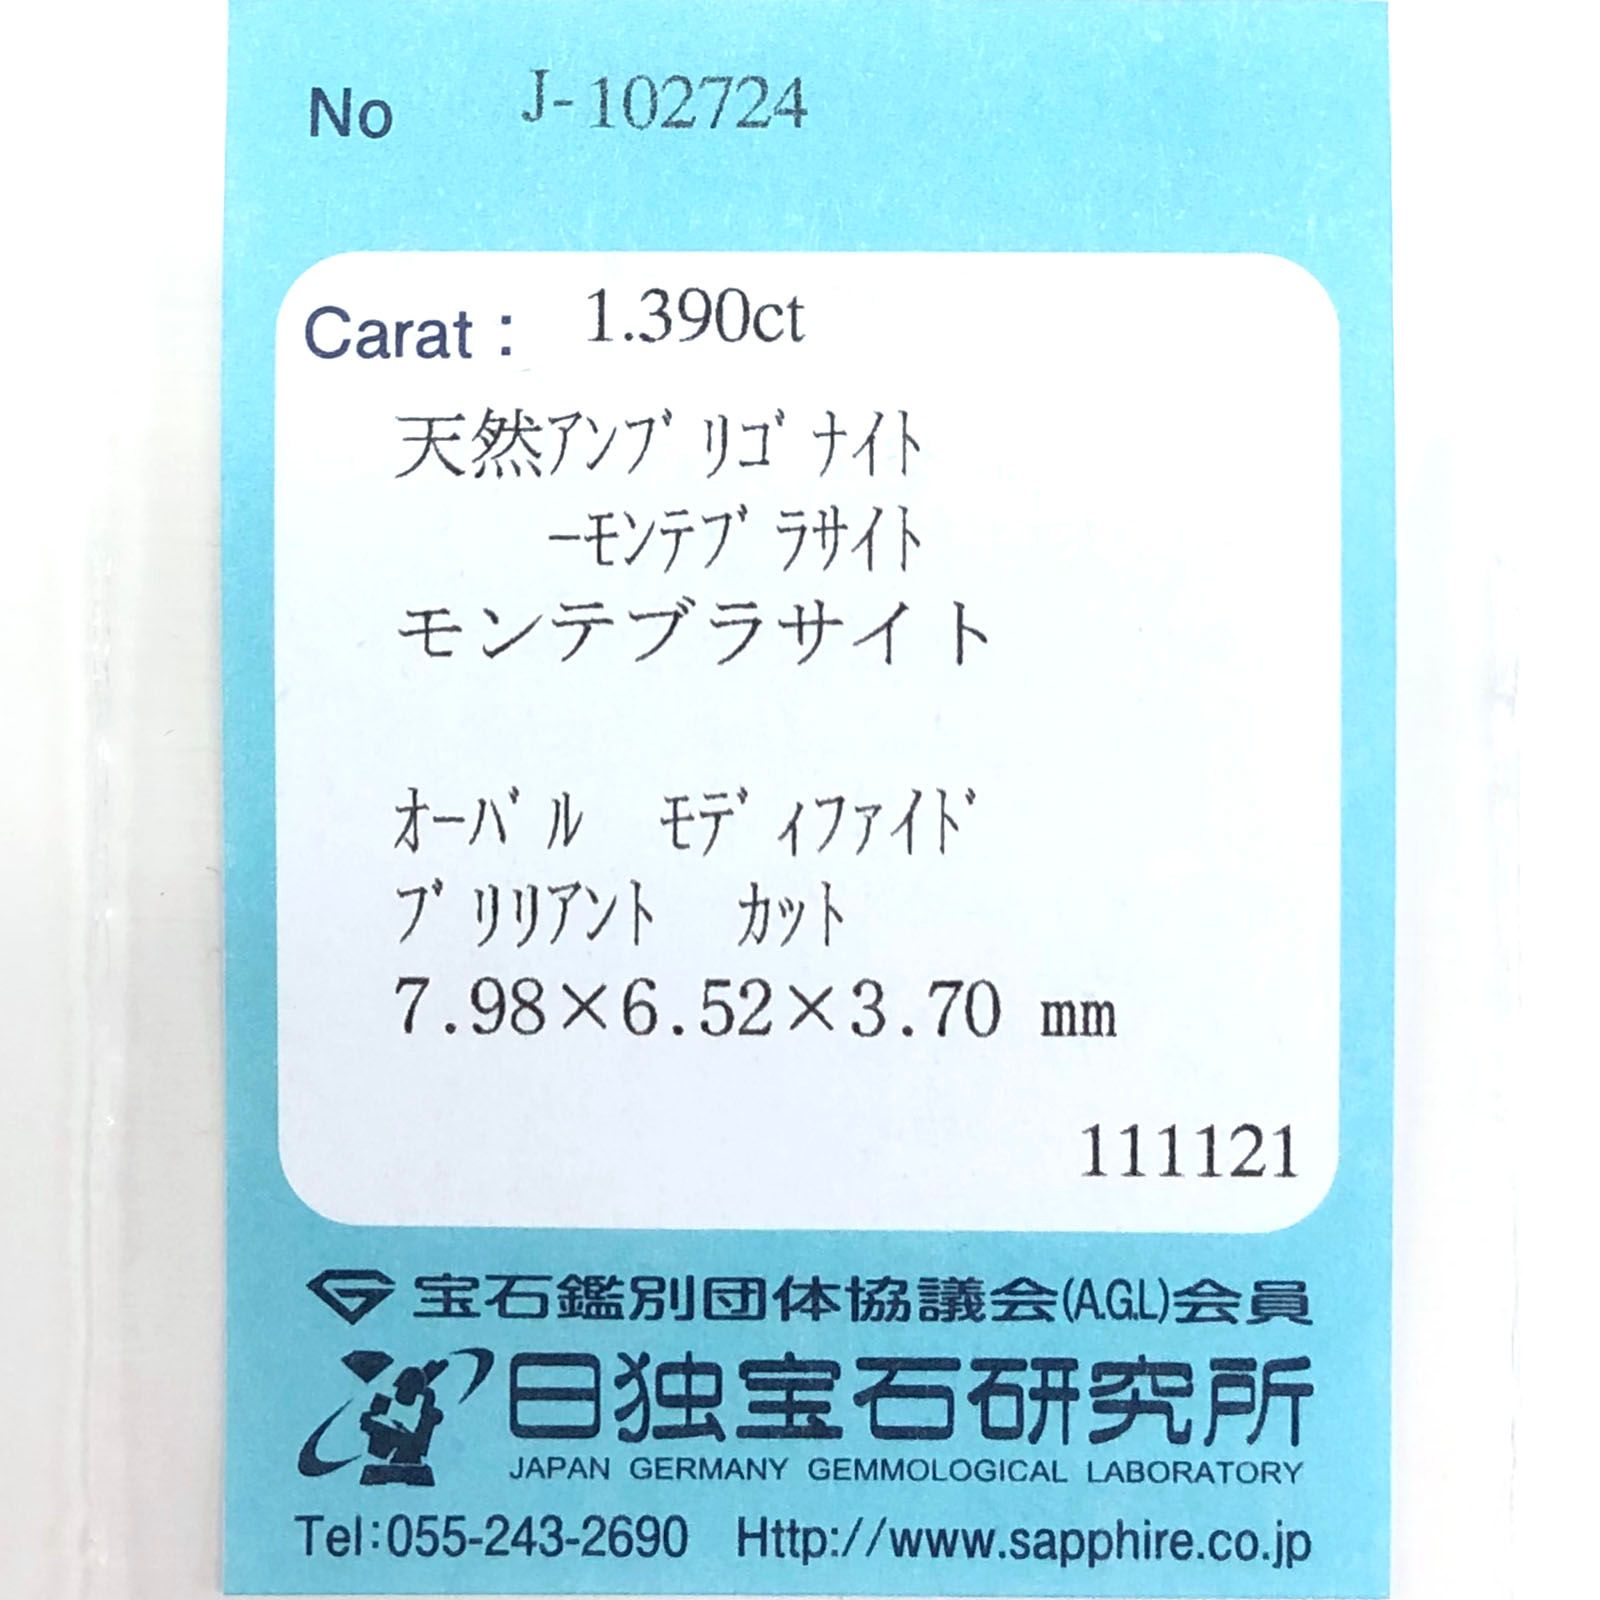 No J-102724
Carat： 1.390ct
天然ｱﾝﾌﾞﾘｺﾞﾅｲﾄ
－ﾓﾝﾃﾌﾞﾗｻｲﾄ
モンテブラサイト
ｵｰﾊﾞﾙ ﾓﾃﾞｨﾌｧｲﾄﾞ
ﾌﾞﾘﾘｱﾝﾄ ｶｯﾄ
7.98×6.52×3.70 mm
111121
宝石鑑別団体協議会(A.G.L)会員
日独宝石研究所
JAPAN GERMANY GEMMOLOGICAL LABORATORY
Tel:055-243-2690 Http://www.sapphire.co.jp